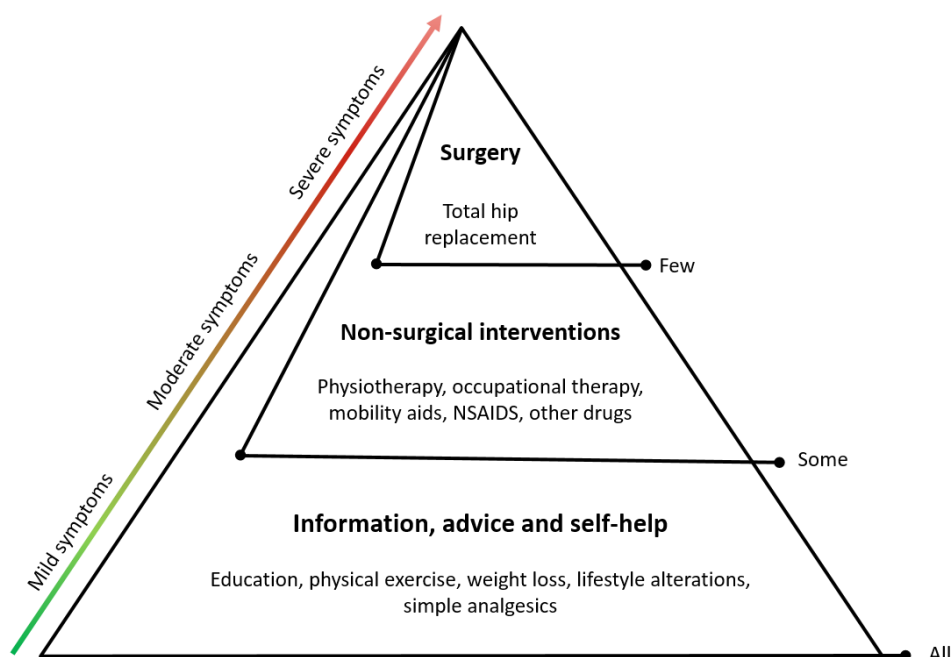 Severe symptoms
Moderate symptoms
Mild symptoms
Surgery
Total hip
replacement
Few
Non-surgical interventions
Physiotherapy, occupational therapy,
mobility aids, NSAIDS, other drugs
Some
Information, advice and self-help
Education, physical exercise, weight loss, lifestyle alterations,
simple analgesics
All